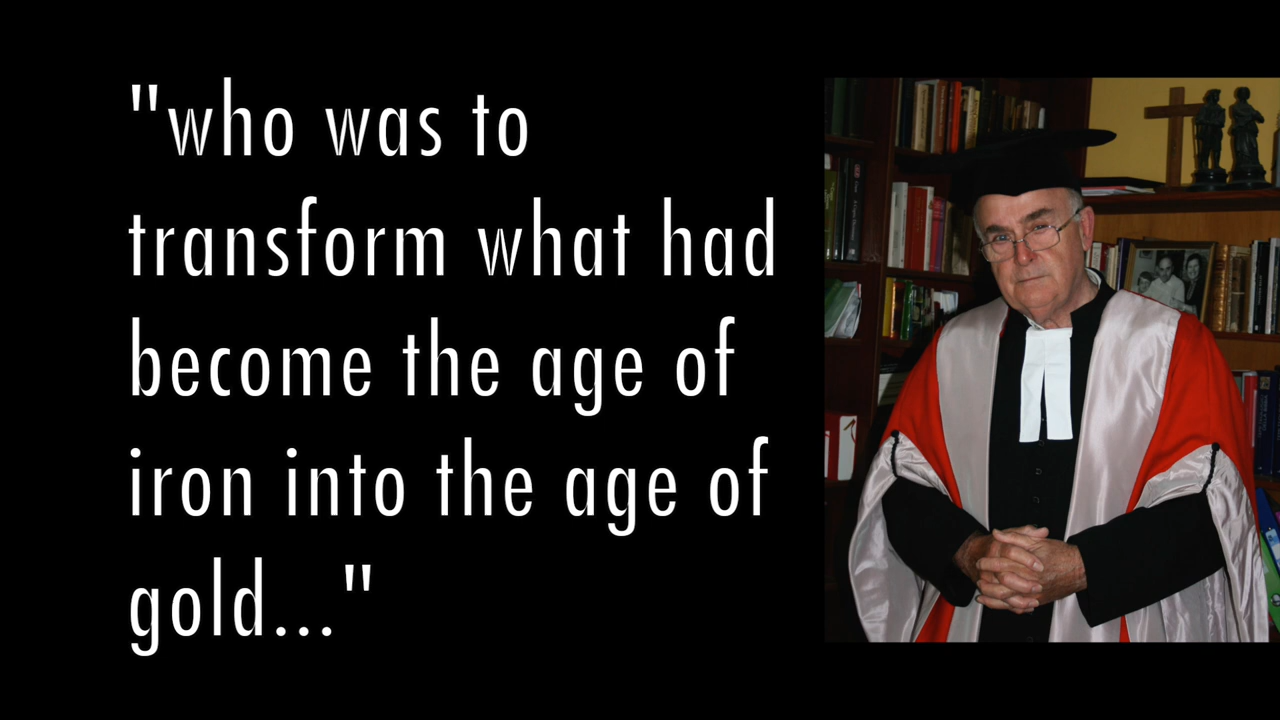 "who was to
transform what had
become the age of
iron into the age of
gold..."